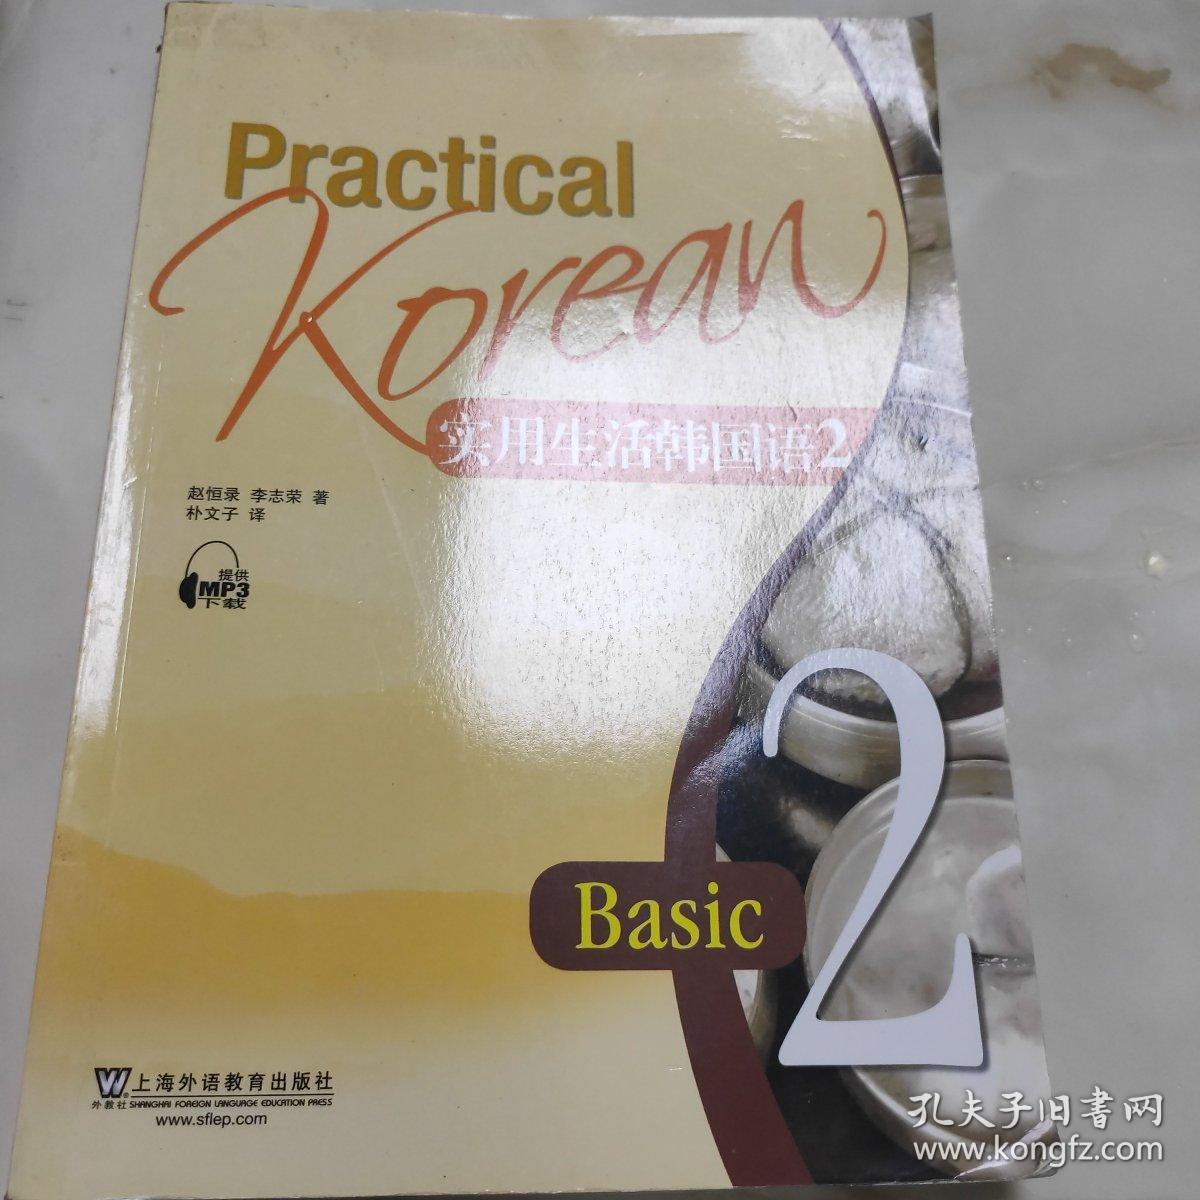 Practical
Korean
实用生活韩国语2
赵恒录 李志荣 著
朴文子 译
提供
MP3
下载
Basic
2
W 上海外语教育出版社
外教社 SHANGHAI FOREIGN LANGUAGE EDUCATION PRESS
www.sflep.com
孔夫子旧書网
www.kongfz.com